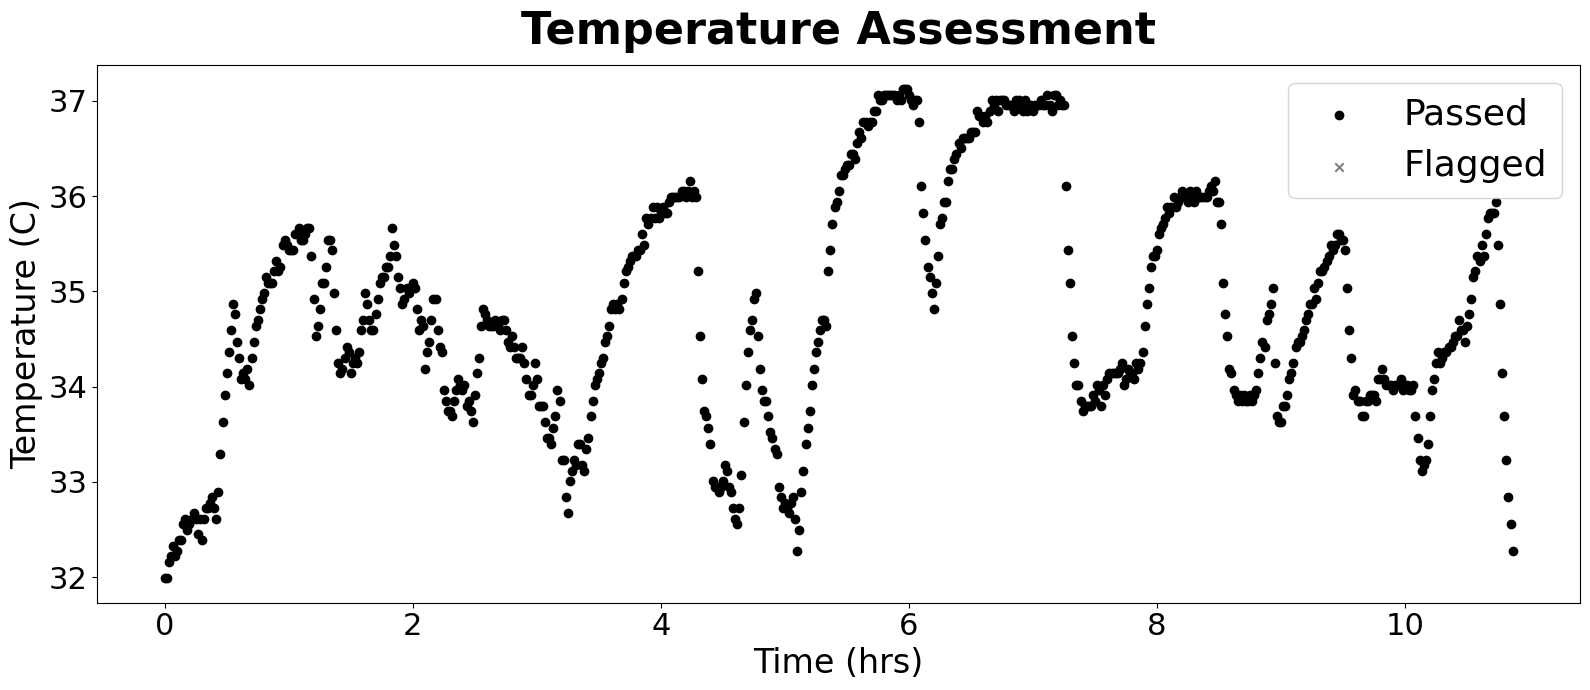 Temperature Assessment
Temperature (C)
37
36
35
34
33
32
0 2 4 6 8 10
Time (hrs)
Passed
Flagged